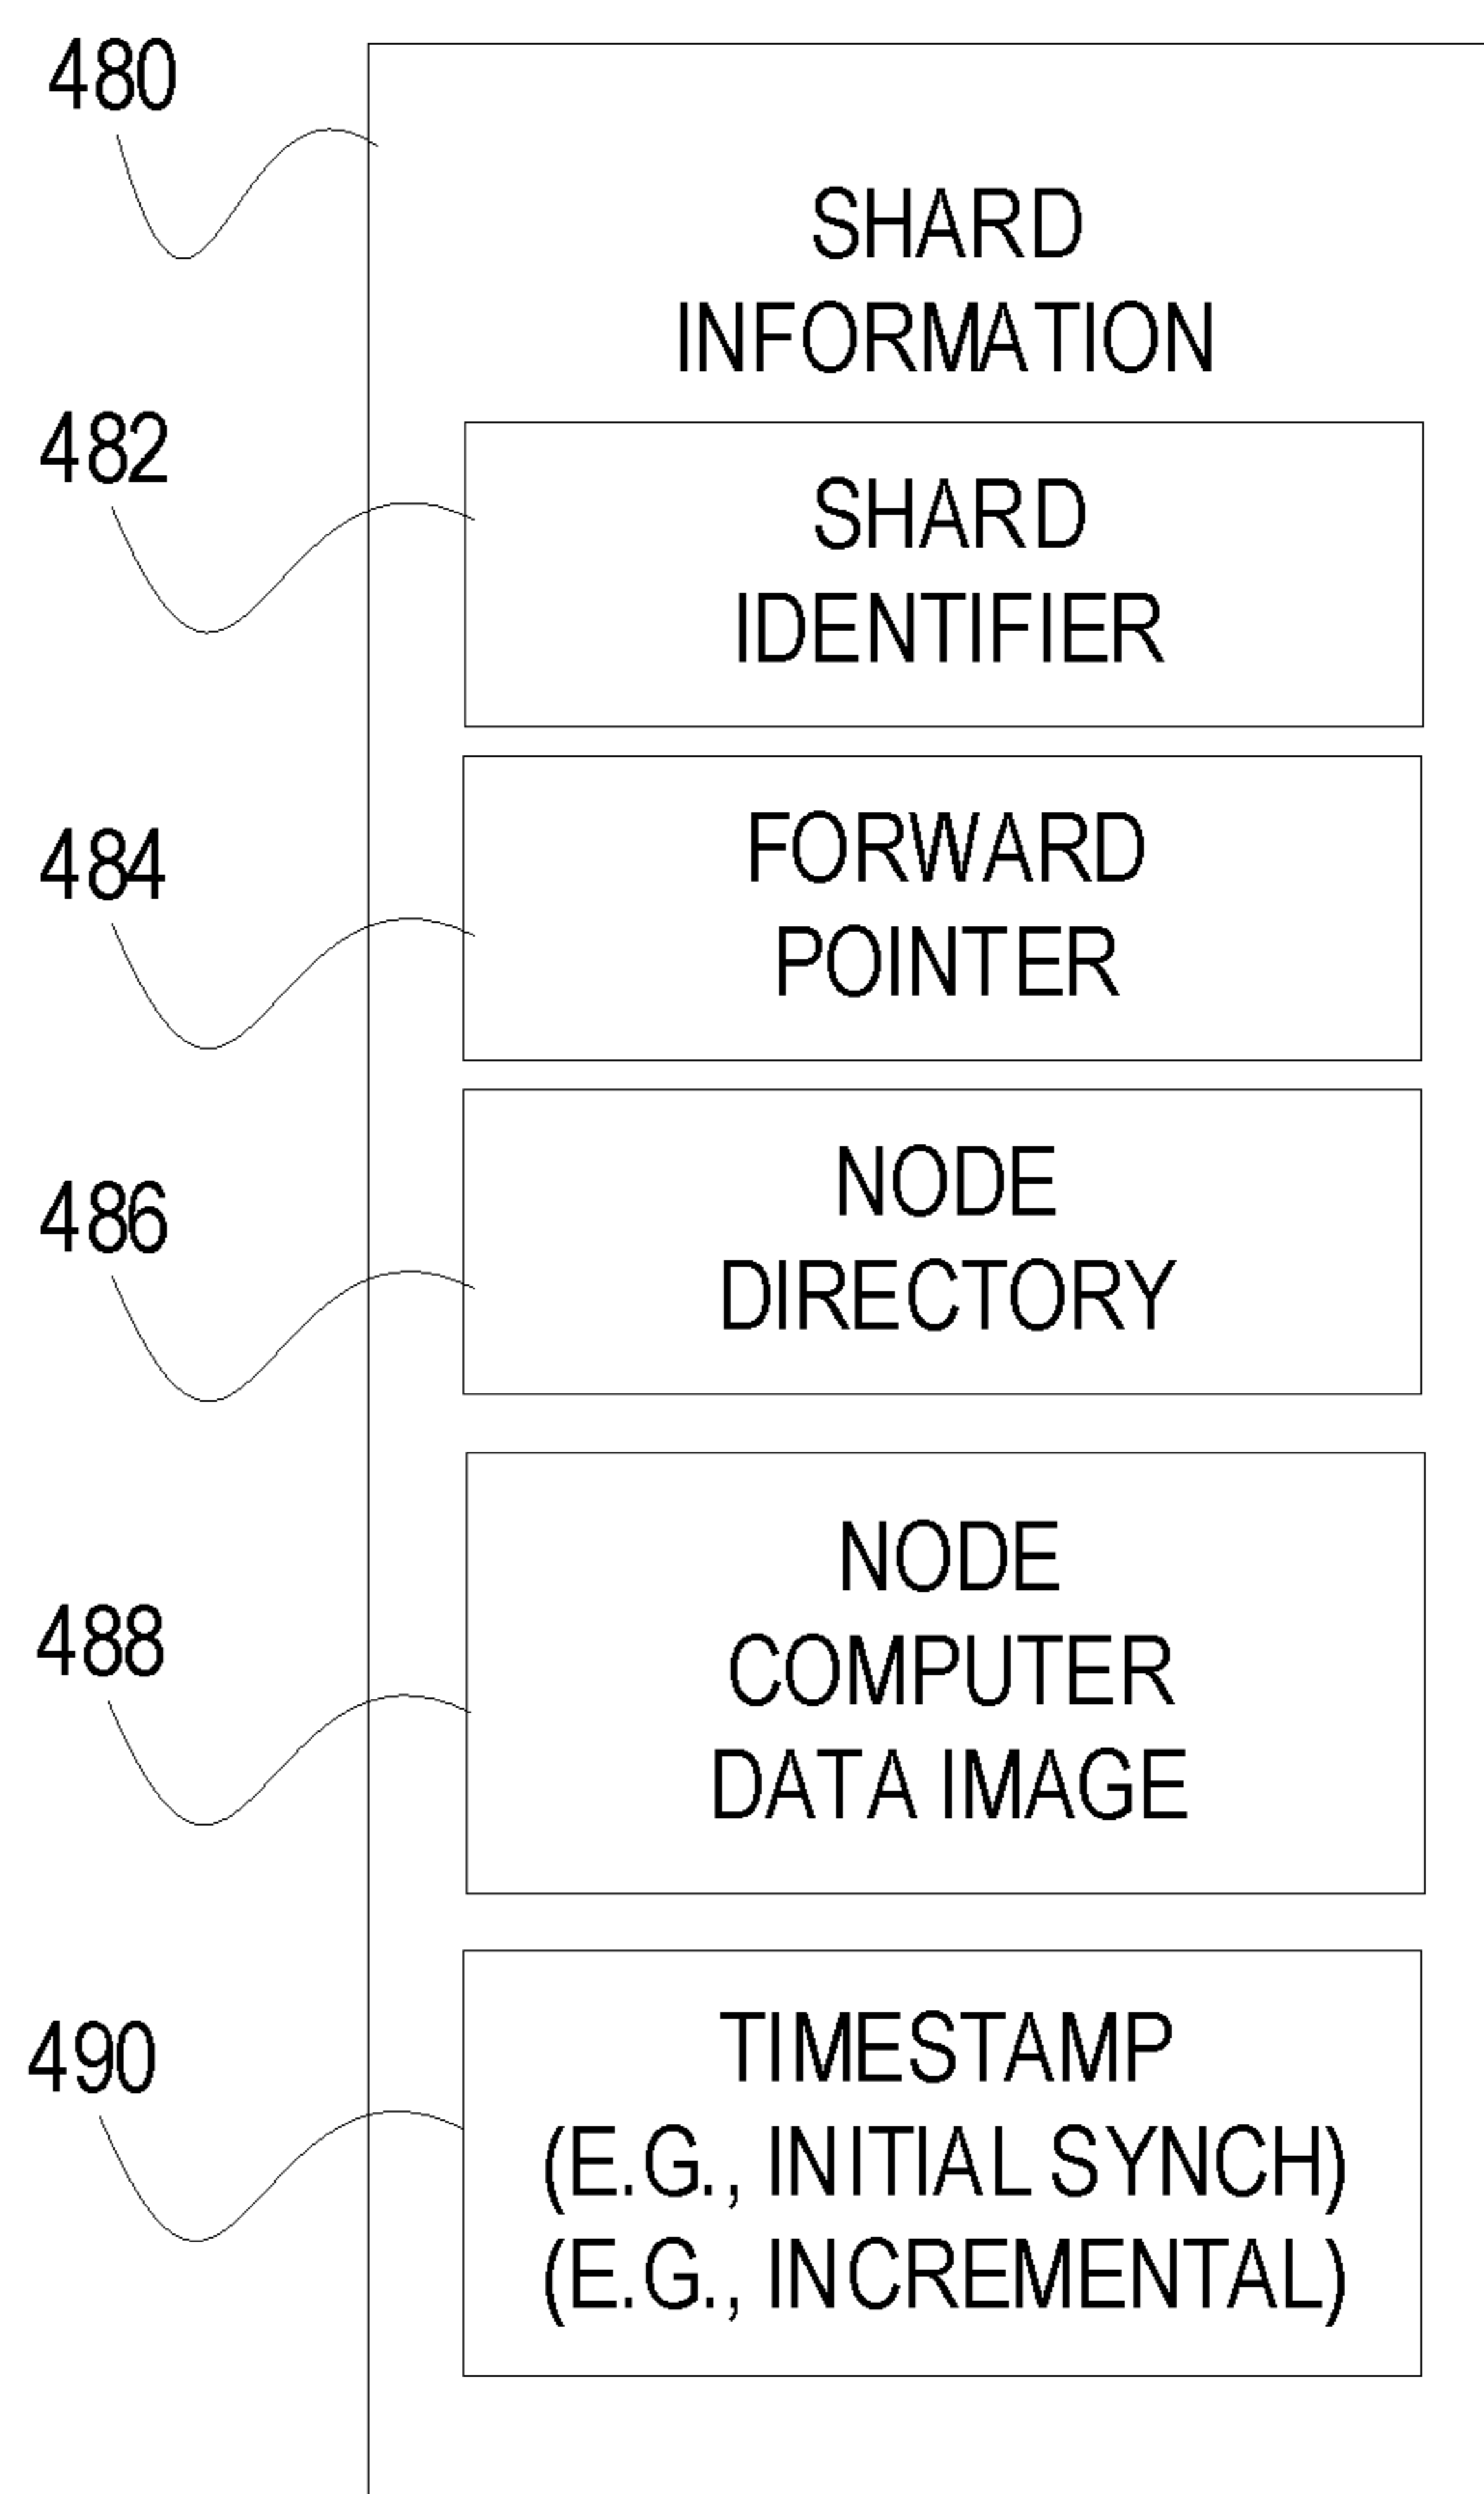 480
SHARD
INFORMATION
482
SHARD
IDENTIFIER
484
FORWARD
POINTER
486
NODE
DIRECTORY
488
NODE
COMPUTER
DATA IMAGE
490
TIMESTAMP
(E.G., INITIAL SYNCH)
(E.G., INCREMENTAL)